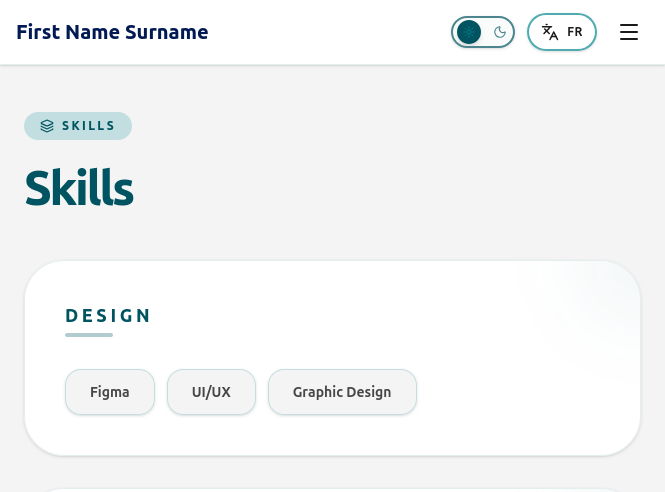 First Name Surname
FR
SKILLS
Skills
DESIGN
Figma
UI/UX
Graphic Design